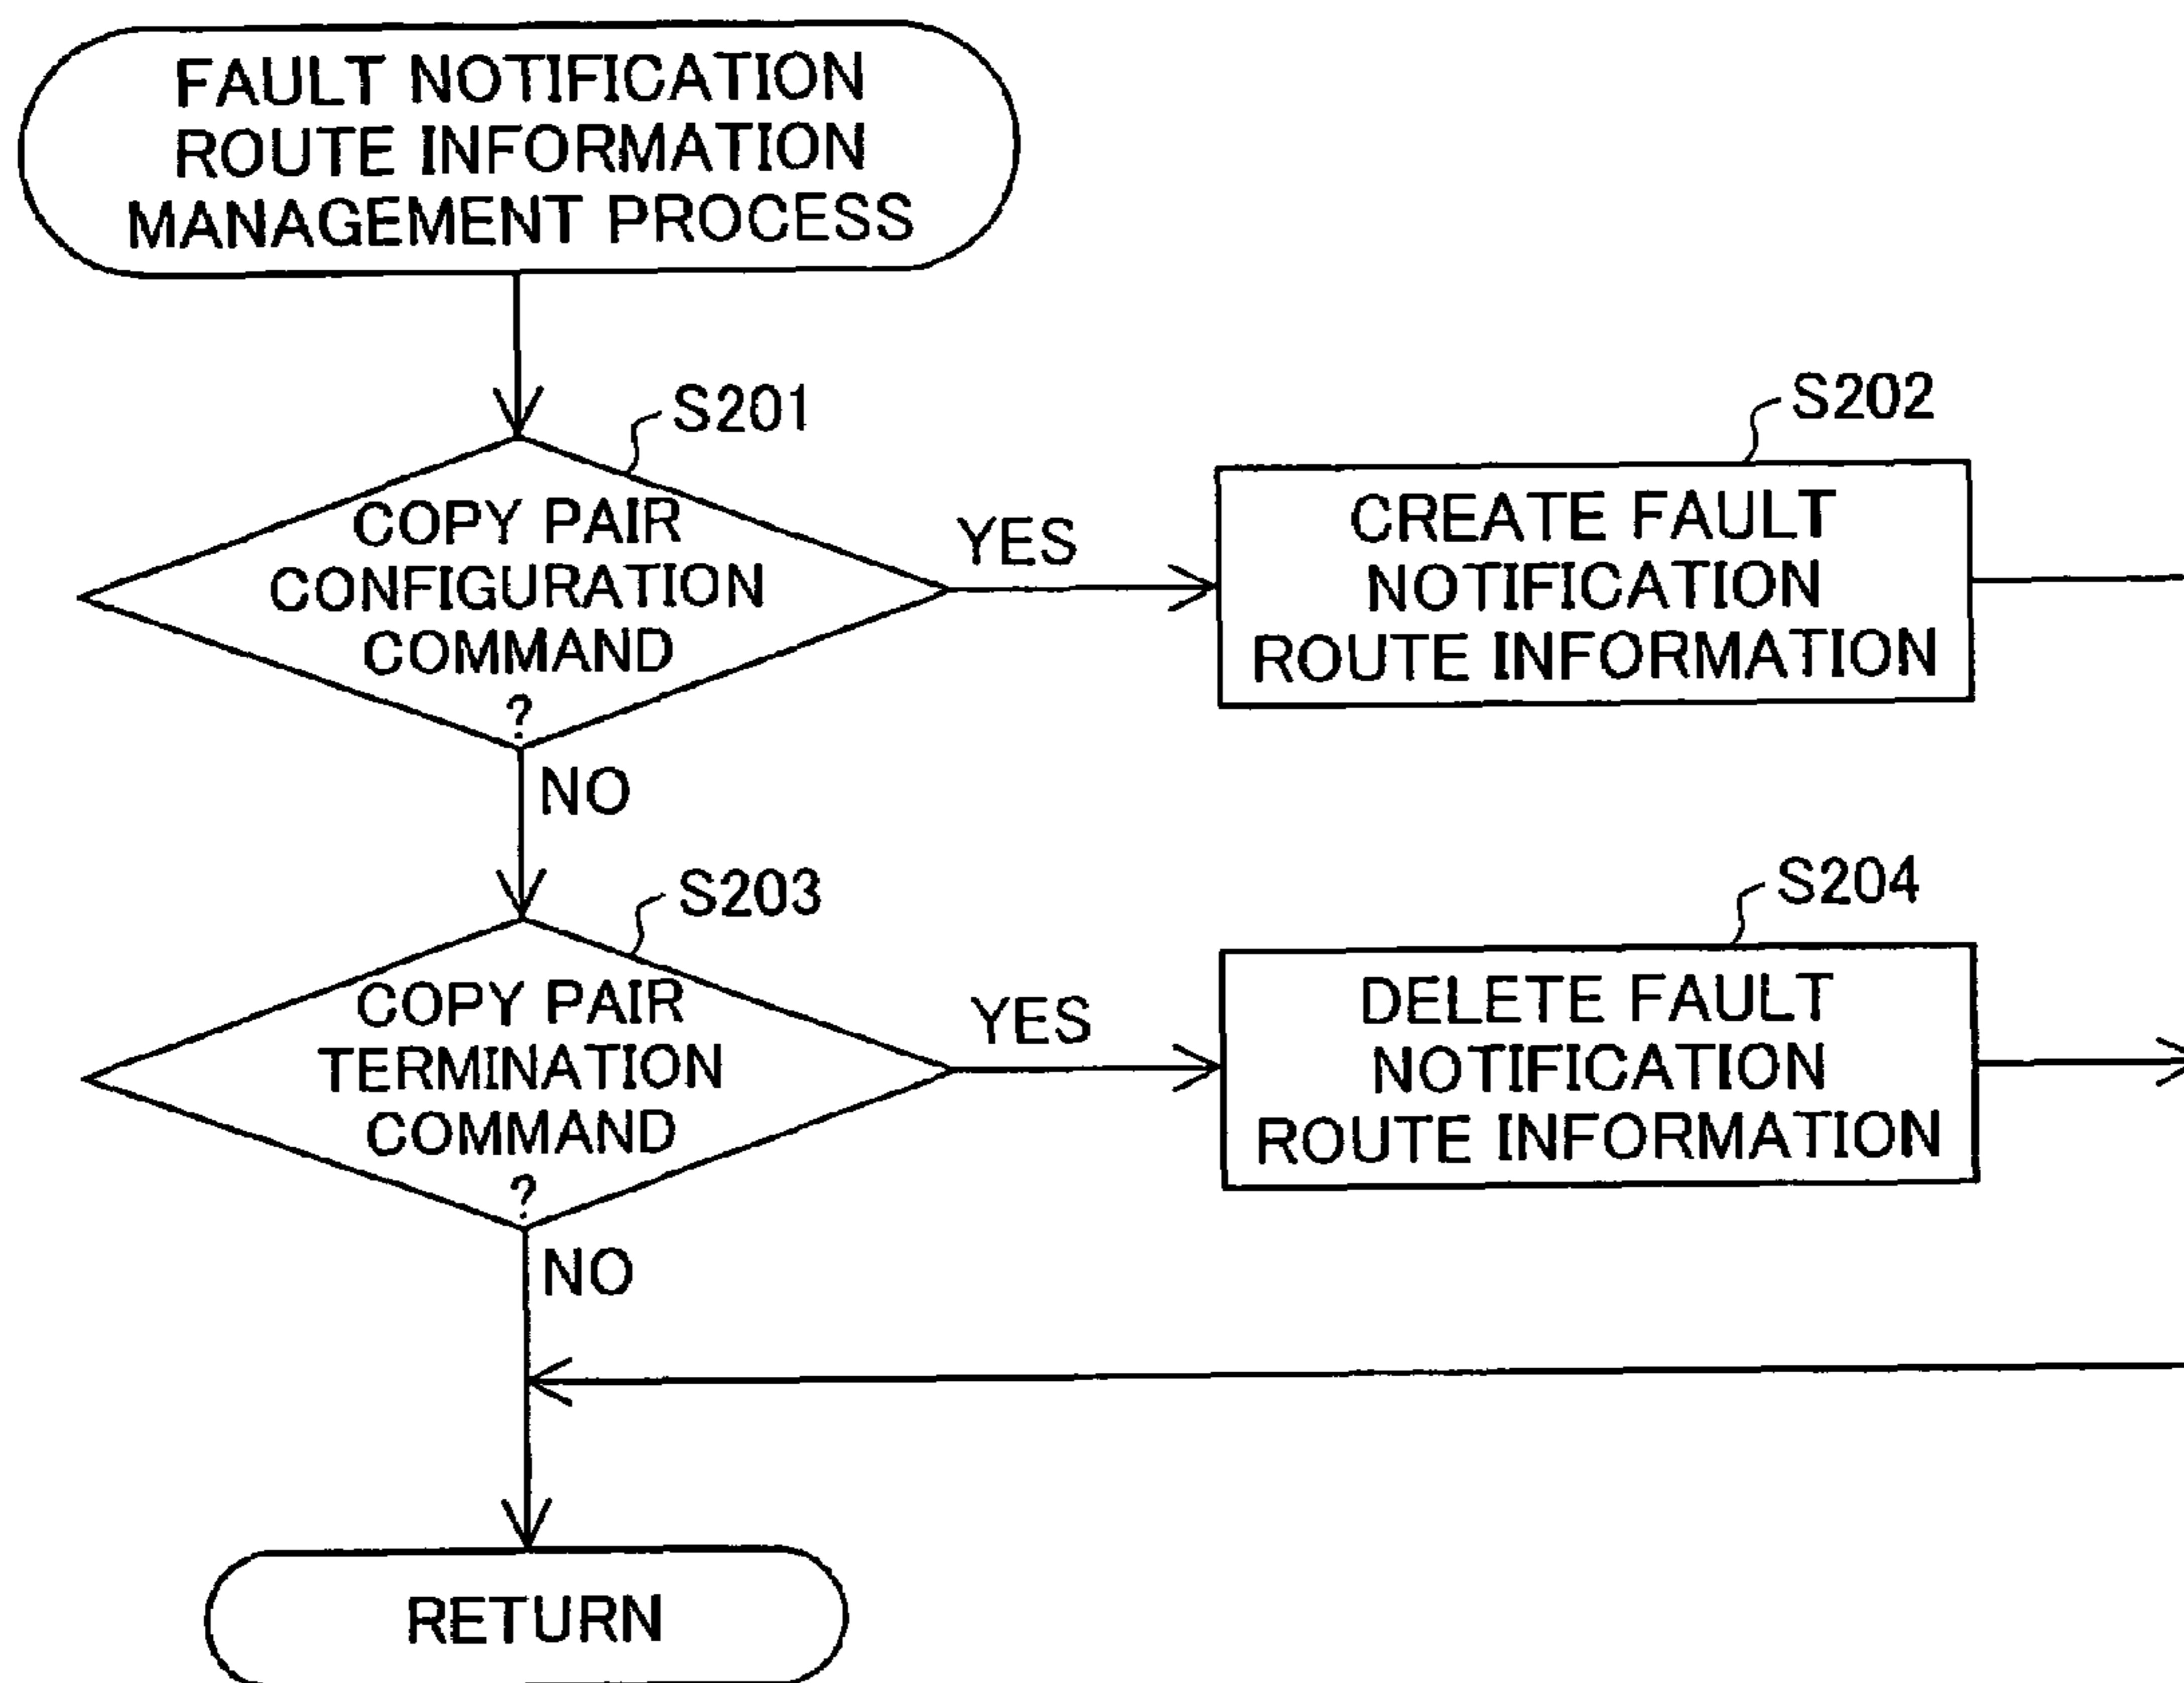 FAULT NOTIFICATION
ROUTE INFORMATION
MANAGEMENT PROCESS
S201
COPY PAIR
CONFIGURATION
COMMAND
?
YES
S202
CREATE FAULT
NOTIFICATION
ROUTE INFORMATION
NO
S203
COPY PAIR
TERMINATION
COMMAND
?
YES
S204
DELETE FAULT
NOTIFICATION
ROUTE INFORMATION
NO
RETURN